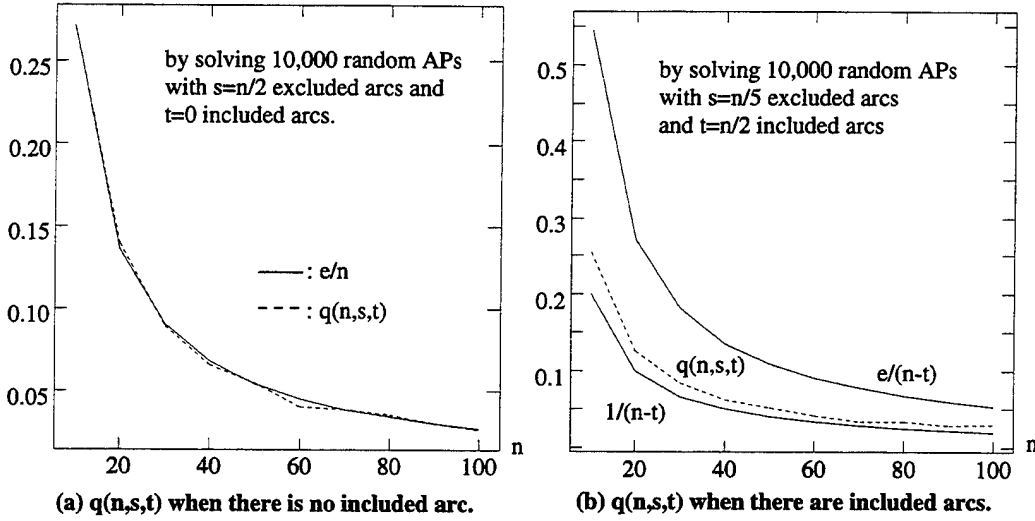 0.25
0.20
0.15
0.10
0.05
by solving 10,000 random APs
with s=n/2 excluded arcs and
t=0 included arcs.
: e/n
: q(n,s,t)
20 40 60 80 100 n
(a) q(n,s,t) when there is no included arc.
0.5
0.4
0.3
0.2
0.1
by solving 10,000 random APs
with s=n/5 excluded arcs
and t=n/2 included arcs
q(n,s,t)
e/(n-t)
1/(n-t)
20 40 60 80 100 n
(b) q(n,s,t) when there are included arcs.